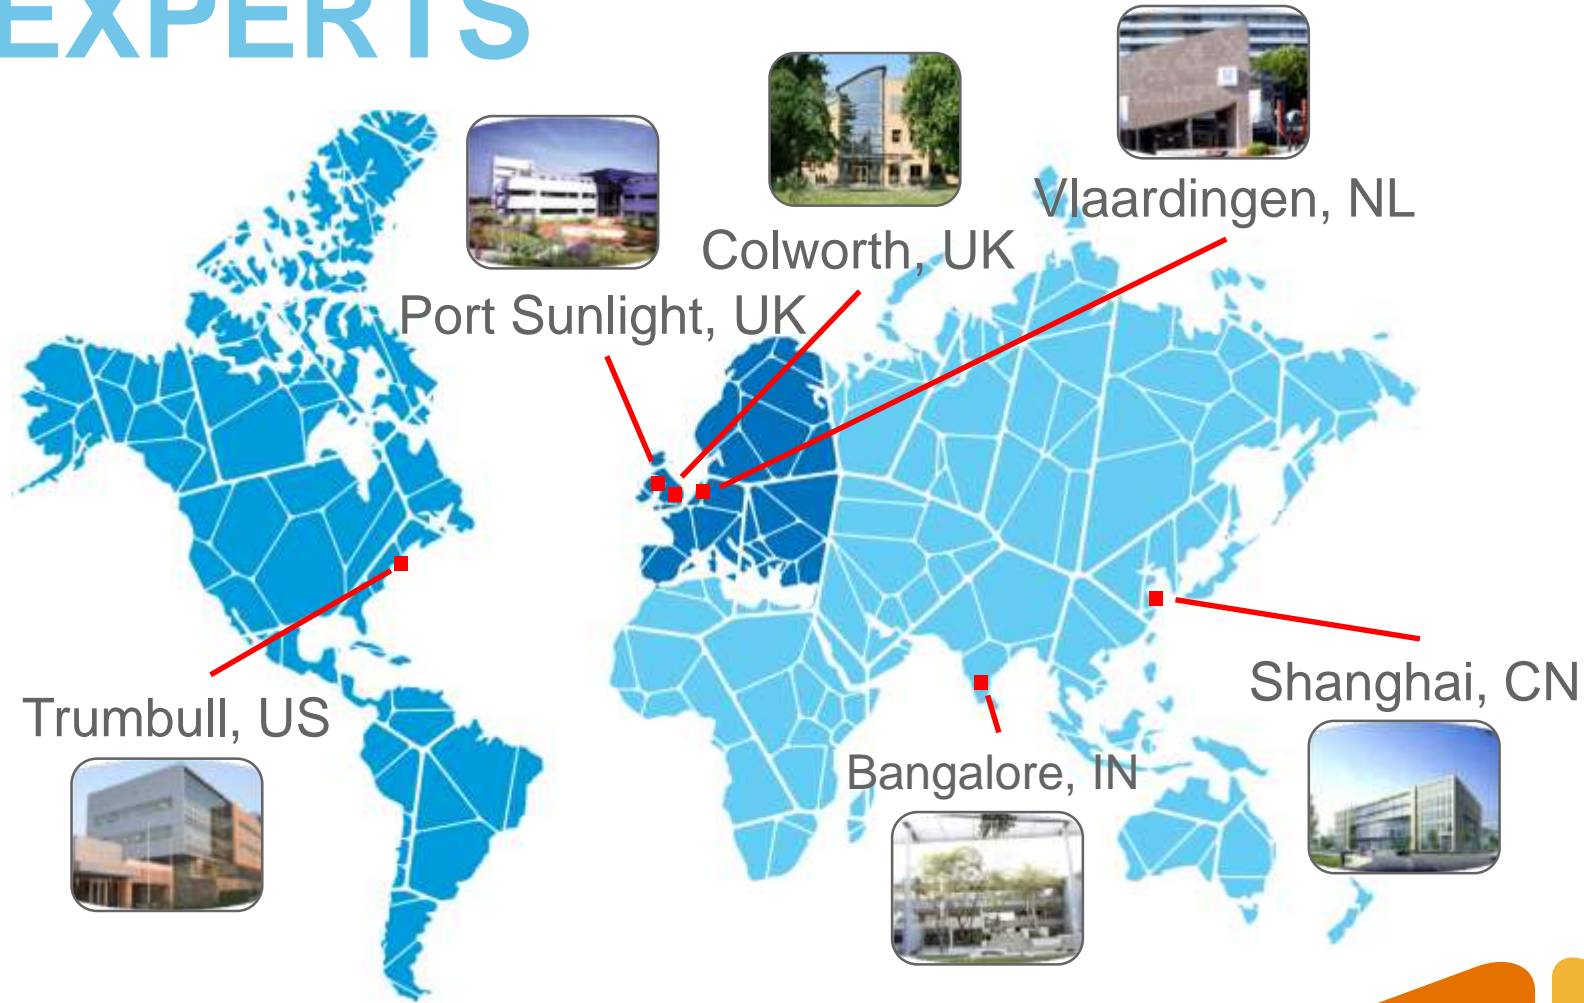 EXPERTS
Vlaardingen, NL
Colworth, UK
Port Sunlight, UK
Trumbull, US
Shanghai, CN
Bangalore, IN